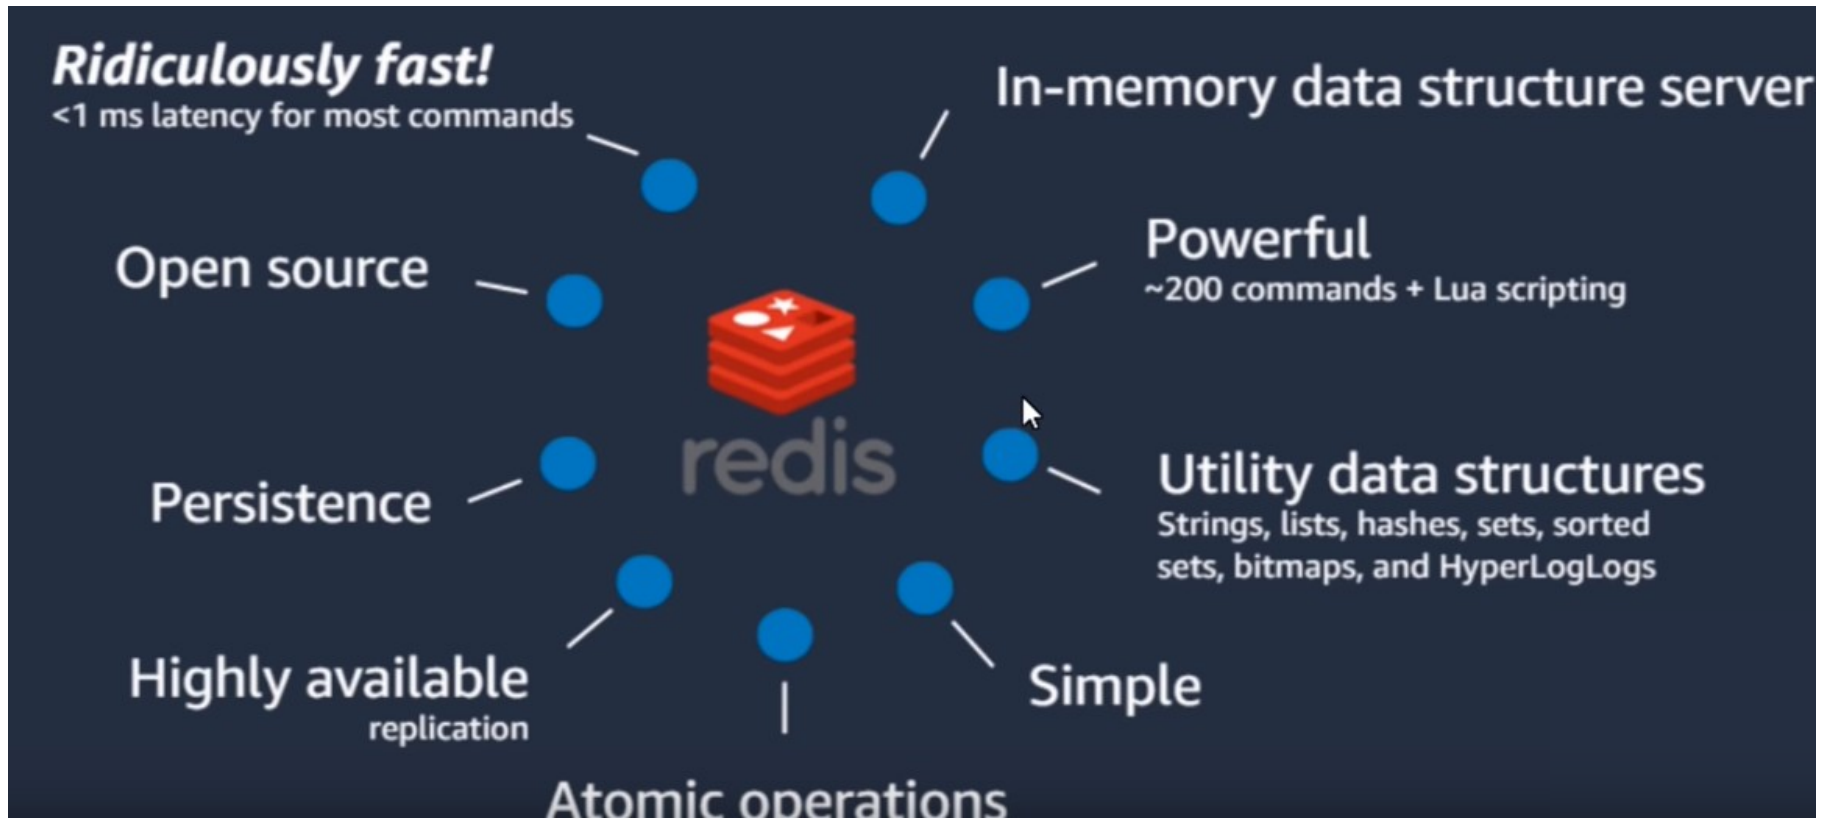 Ridiculously fast!
<1 ms latency for most commands
In-memory data structure server
Open source
Powerful
~200 commands + Lua scripting
redis
Persistence
Utility data structures
Strings, lists, hashes, sets, sorted
sets, bitmaps, and HyperLogLogs
Highly available
replication
Simple
Atomic operations